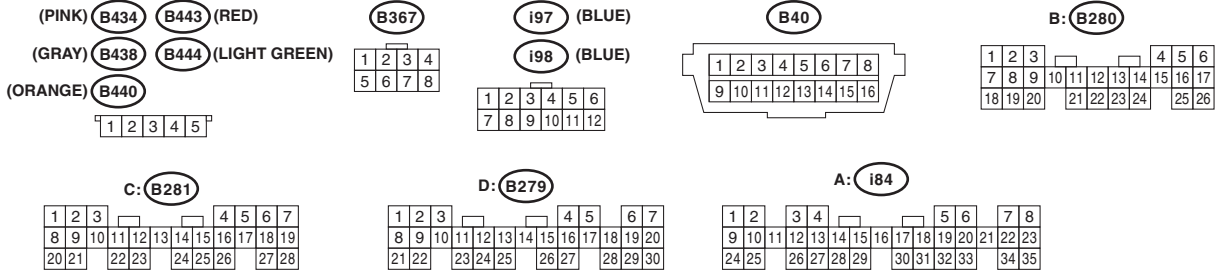 (PINK) B434 B443 (RED)
(GRAY) B438 B444 (LIGHT GREEN)
(ORANGE) B440
1 2 3 4 5
B367
1 2 3 4
5 6 7 8
i97 (BLUE)
i98 (BLUE)
1 2 3 4 5 6
7 8 9 10 11 12
B40
1 2 3 4 5 6 7 8
9 10 11 12 13 14 15 16
B: B280
1 2 3 4 5 6
7 8 9 10 11 12 13 14 15 16 17
18 19 20 21 22 23 24 25 26
C: B281
1 2 3 4 5 6 7
8 9 10 11 12 13 14 15 16 17 18 19
20 21 22 23 24 25 26 27 28
D: B279
1 2 3 4 5 6 7
8 9 10 11 12 13 14 15 16 17 18 19 20
21 22 23 24 25 26 27 28 29 30
A: i84
1 2 3 4 5 6 7 8
9 10 11 12 13 14 15 16 17 18 19 20 21 22 23
24 25 26 27 28 29 30 31 32 33 34 35